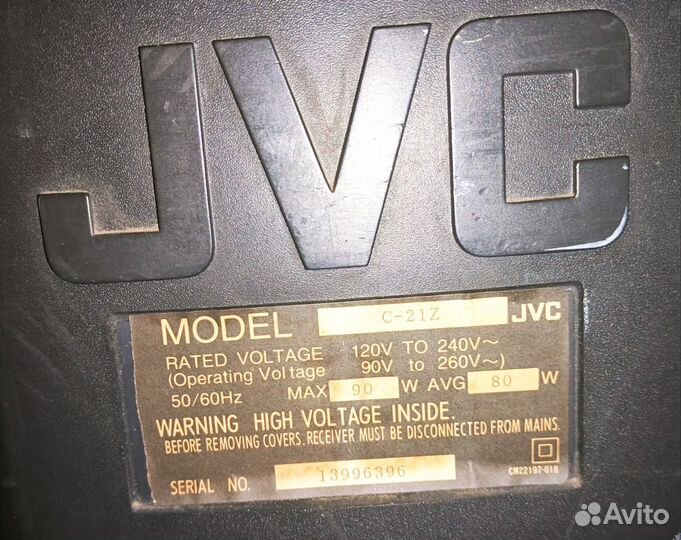 JVC
MODEL C-21Z JVC
RATED VOLTAGE 120V TO 240V~
(Operating Voltage 90V to 260V~)
50/60Hz MAX 90 W AVG 80 W
WARNING HIGH VOLTAGE INSIDE.
BEFORE REMOVING COVERS. RECEIVER MUST BE DISCONNECTED FROM MAINS.
SERIAL NO. 13996396
CM22197-018
Avito